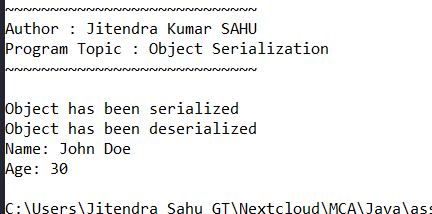 ~~~~~~~~~~~~~~~~~~~~~~~~~~~~
Author : Jitendra Kumar SAHU
Program Topic : Object Serialization
~~~~~~~~~~~~~~~~~~~~~~~~~~~~
Object has been serialized
Object has been deserialized
Name: John Doe
Age: 30
C:\Users\Jitendra Sahu GT\Nextcloud\MCA\Java\ass